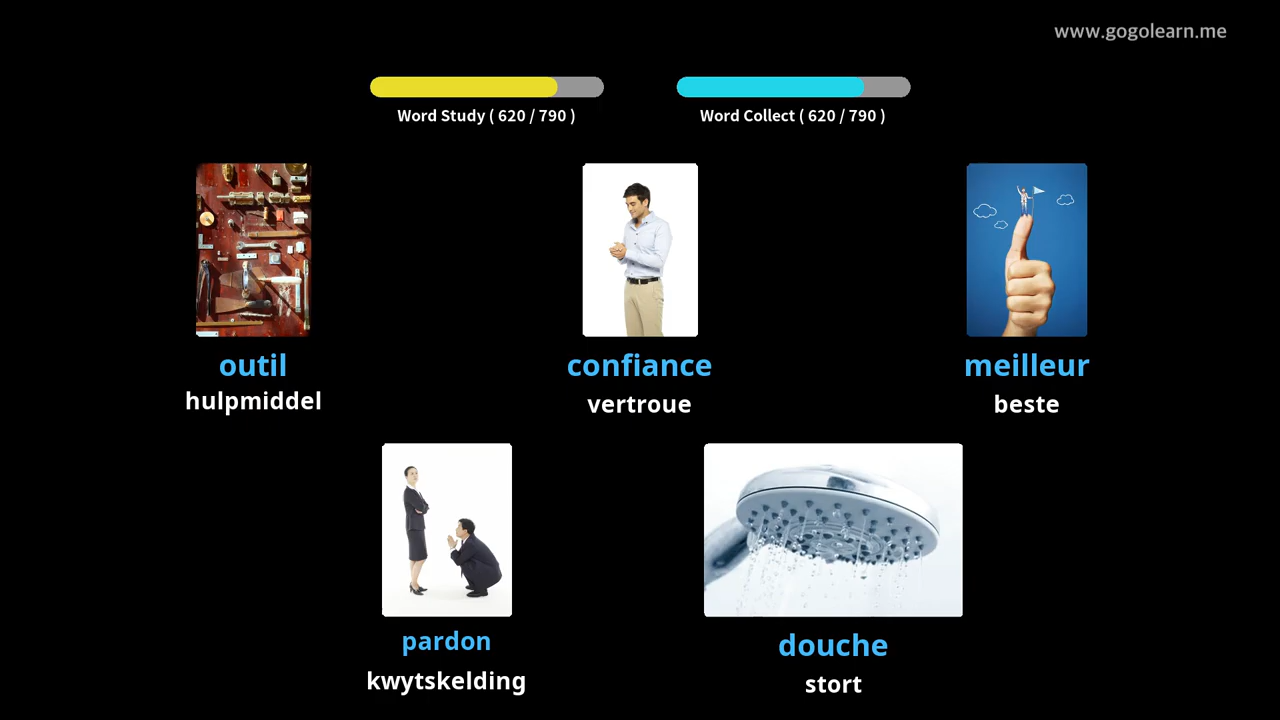 www.gogolearn.me
Word Study ( 620 / 790 )
Word Collect ( 620 / 790 )
outil
hulpmiddel
confiance
vertroue
meilleur
beste
pardon
kwytskelding
douche
stort